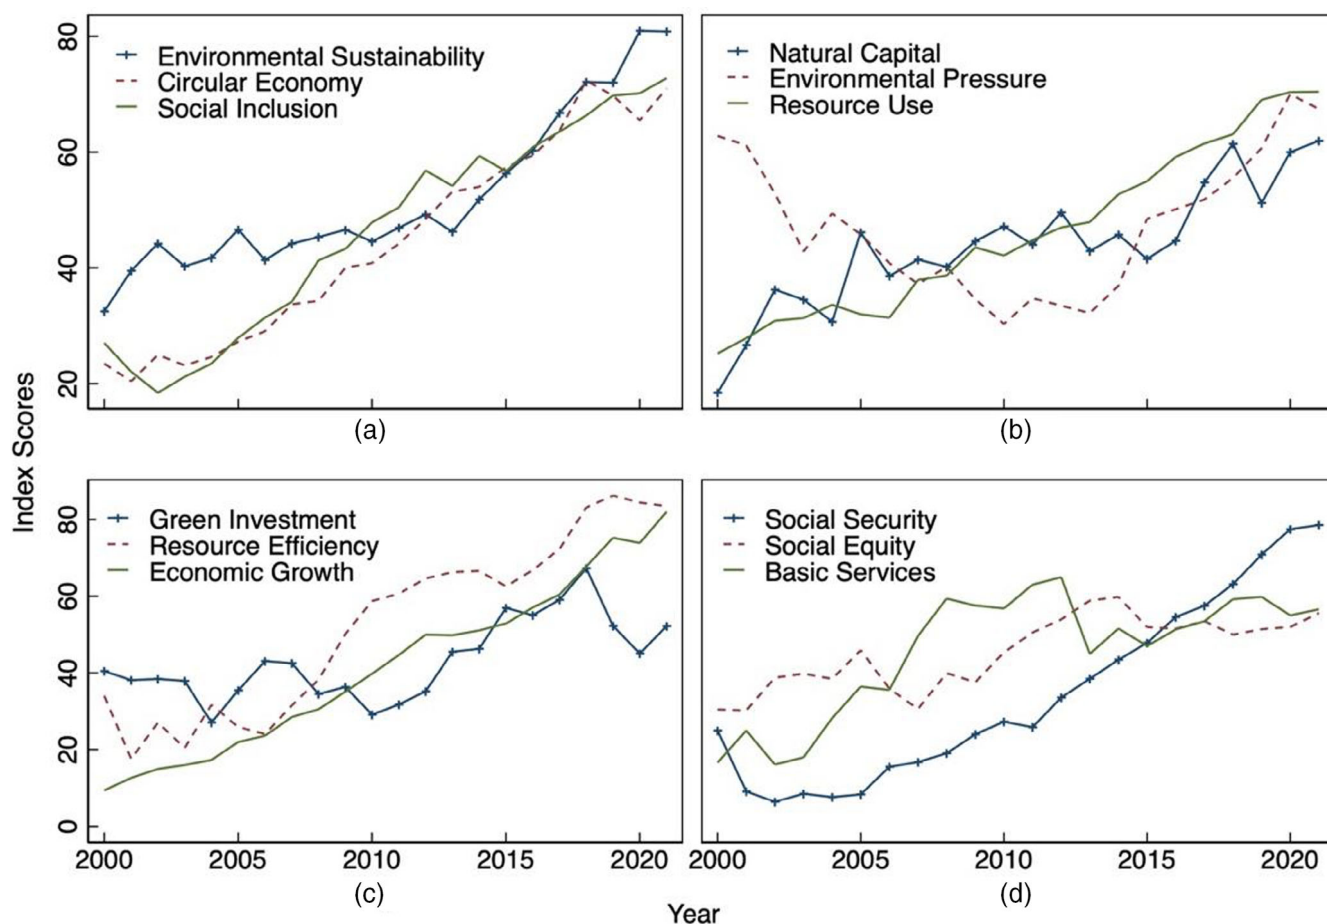 80
60
40
20
Environmental Sustainability
Circular Economy
Social Inclusion
(a)
Natural Capital
Environmental Pressure
Resource Use
(b)
Index Scores
80
60
40
20
0
Green Investment
Resource Efficiency
Economic Growth
2000 2005 2010 2015 2020
(c)
Social Security
Social Equity
Basic Services
2000 2005 2010 2015 2020
(d)
Year